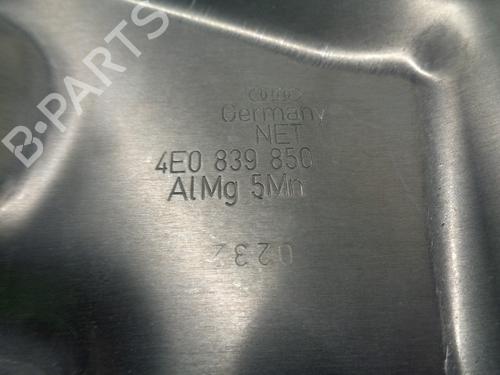 Germany
NET
4E0 839 850
AlMg 5Mn
0232
B-PARTS